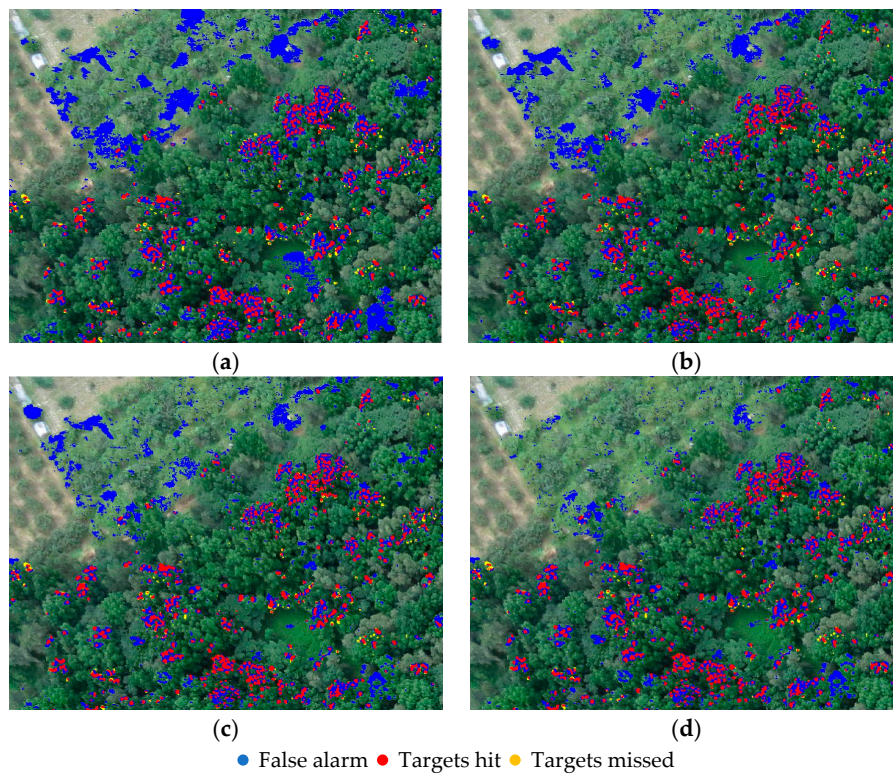 (a) (b)
(c) (d)
● False alarm ● Targets hit ● Targets missed